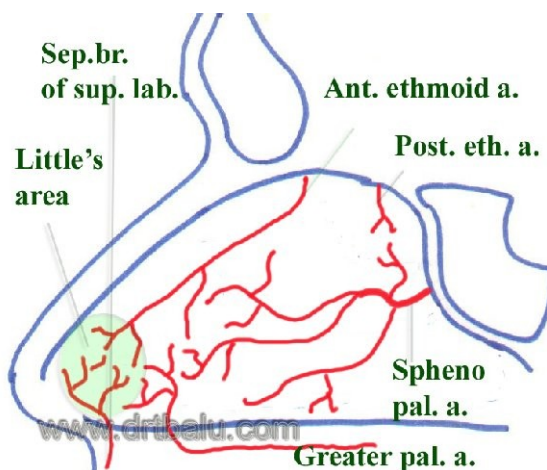 Sep.br.
of sup. lab.
Ant. ethmoid a.
Post. eth. a.
Little's
area
Spheno
pal. a.
www.drtbalu.com
Greater pal. a.